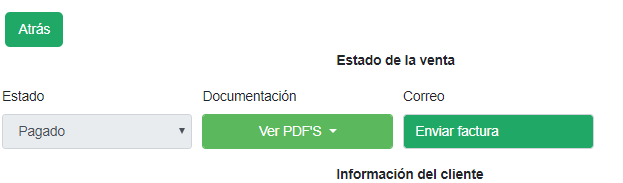 Atrás
Estado de la venta
Estado Documentación Correo
Pagado Ver PDF'S Enviar factura
Información del cliente